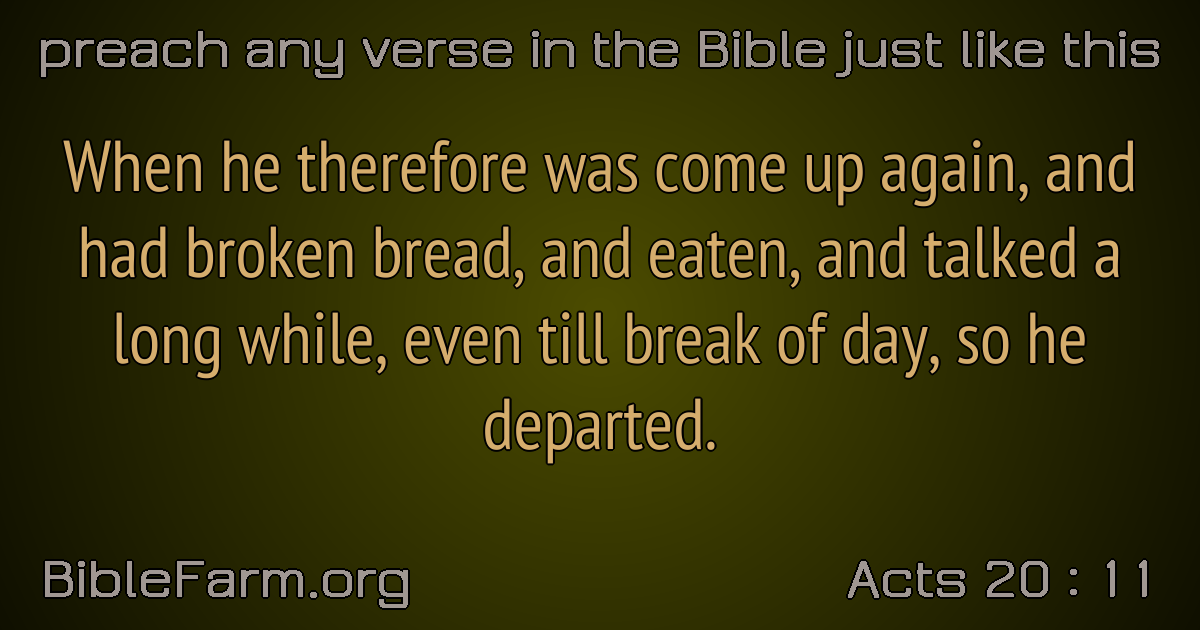 preach any verse in the Bible just like this
When he therefore was come up again, and
had broken bread, and eaten, and talked a
long while, even till break of day, so he
departed.
BibleFarm.org
Acts 20 : 11